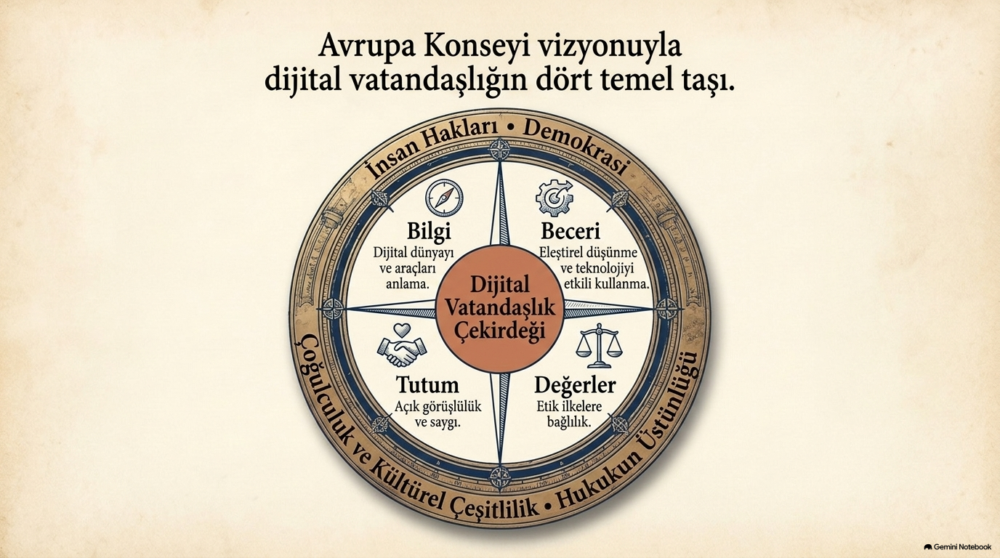 Avrupa Konseyi vizyonuyla
dijital vatandaşlığın dört temel taşı.
İnsan Hakları • Demokrasi
Bilgi
Dijital dünyayı
ve araçları
anlama.
Beceri
Eleştirel düşünme
ve teknolojiyi
etkili kullanma.
Dijital
Vatandaşlık
Çekirdeği
Tutum
Açık görüşlülük
ve saygı.
Değerler
Etik ilkelere
bağlılık.
Çoğulculuk ve Kültürel Çeşitlilik • Hukukun Üstünlüğü
Gemini Notebook